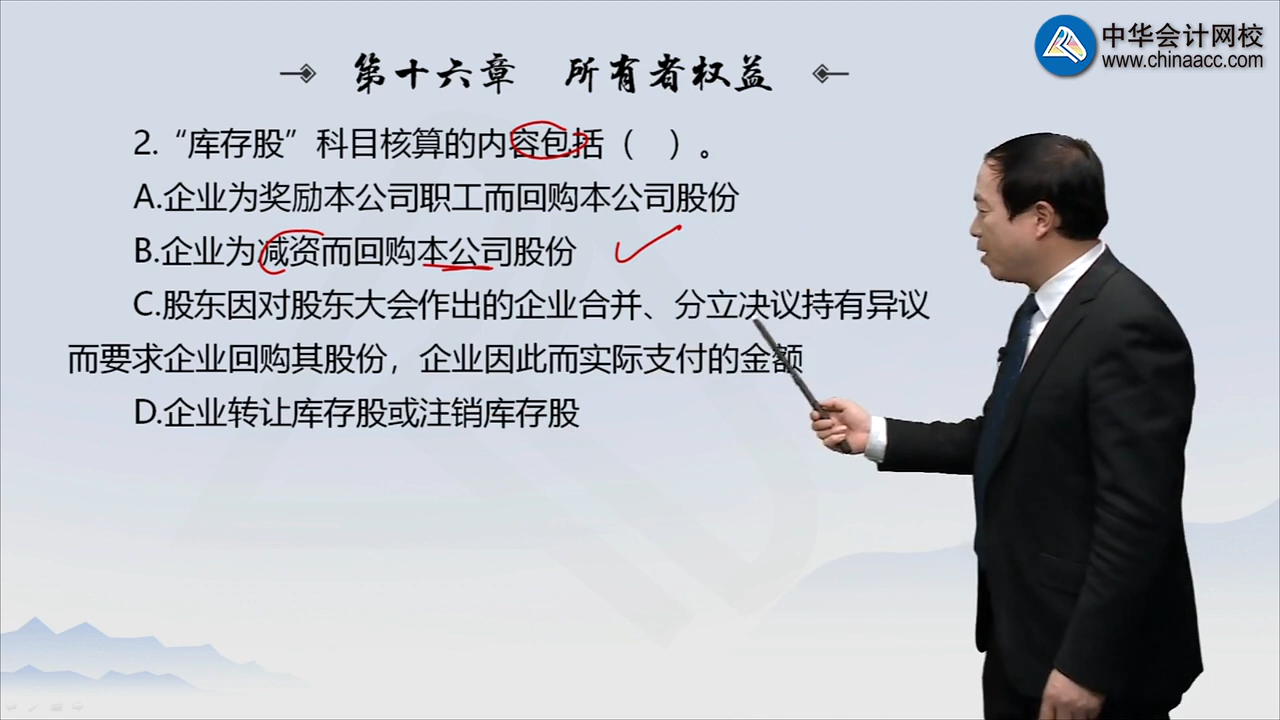 中华会计网校
www.chinaacc.com
第十六章 所有者权益
2.“库存股”科目核算的内容包括（ ）。
A.企业为奖励本公司职工而回购本公司股份
B.企业为减资而回购本公司股份
C.股东因对股东大会作出的企业合并、分立决议持有异议
而要求企业回购其股份，企业因此而实际支付的金额
D.企业转让库存股或注销库存股